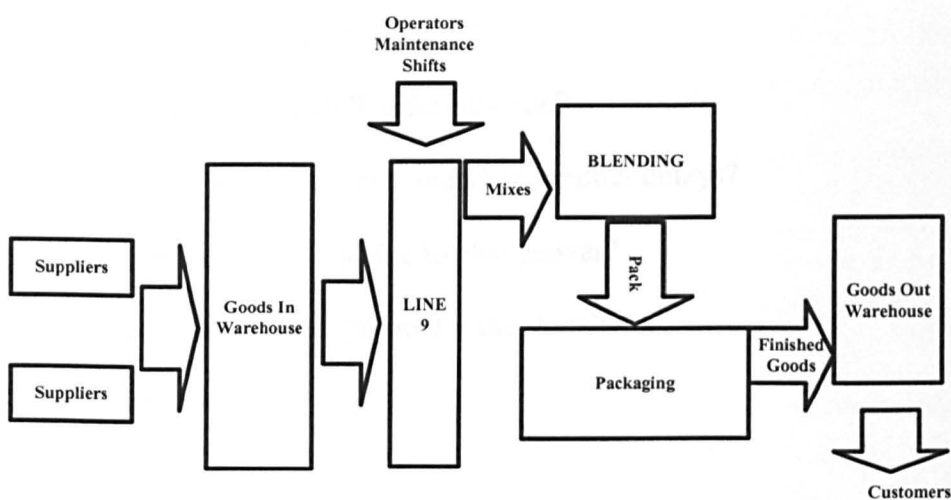 Operators
Maintenance
Shifts
Suppliers
Suppliers
Goods In
Warehouse
LINE
9
Mixes
BLENDING
Pack
Packaging
Finished
Goods
Goods Out
Warehouse
Customers